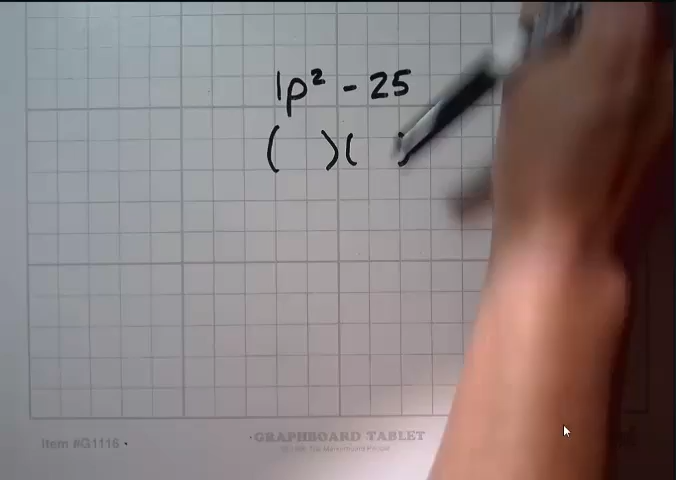 1p² - 25
( )( )
Item #G1116
GRAPHBOARD TABLET